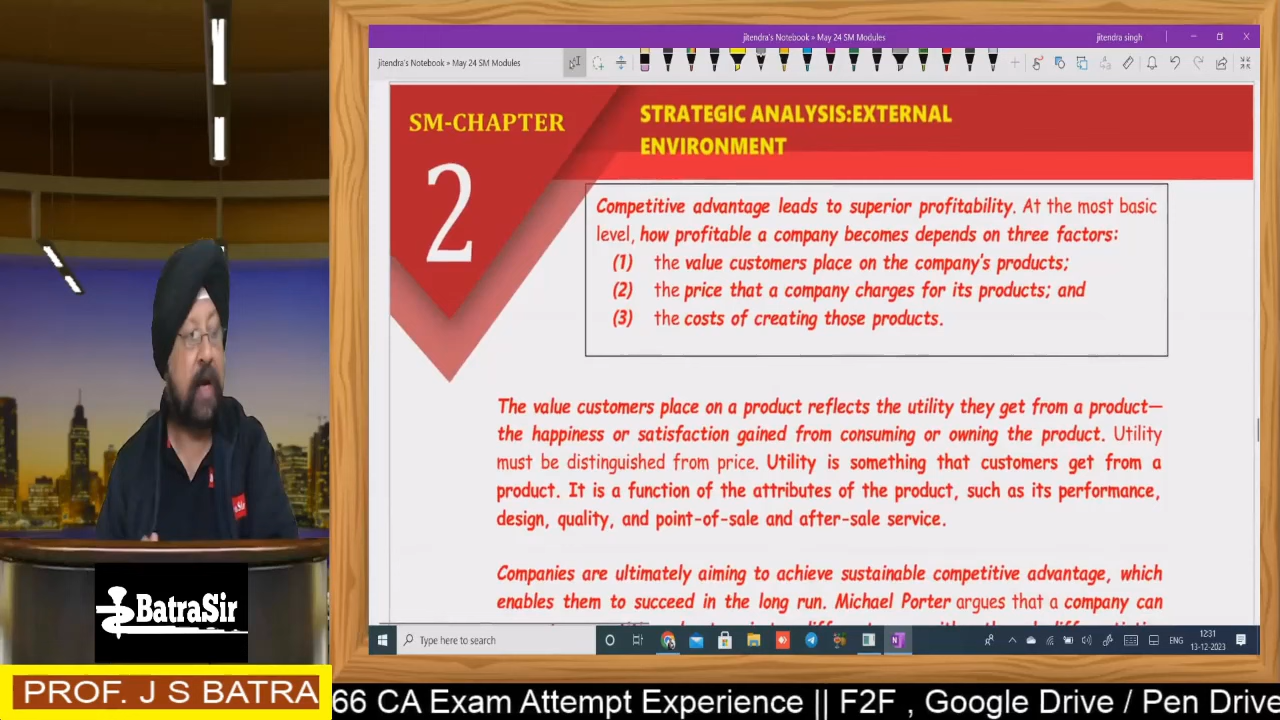 jitendra's Notebook » May 24 SM Modules
jitendra singh
jitendra's Notebook » May 24 SM Modules
SM-CHAPTER
2
STRATEGIC ANALYSIS:EXTERNAL
ENVIRONMENT
Competitive advantage leads to superior profitability. At the most basic
level, how profitable a company becomes depends on three factors:
(1) the value customers place on the company's products;
(2) the price that a company charges for its products; and
(3) the costs of creating those products.
The value customers place on a product reflects the utility they get from a product—
the happiness or satisfaction gained from consuming or owning the product. Utility
must be distinguished from price. Utility is something that customers get from a
product. It is a function of the attributes of the product, such as its performance,
design, quality, and point-of-sale and after-sale service.
Companies are ultimately aiming to achieve sustainable competitive advantage, which
enables them to succeed in the long run. Michael Porter argues that a company can
Type here to search
ENG
12:31
13-12-2023
BatraSir
PROF. J S BATRA
66 CA Exam Attempt Experience || F2F , Google Drive / Pen Drive